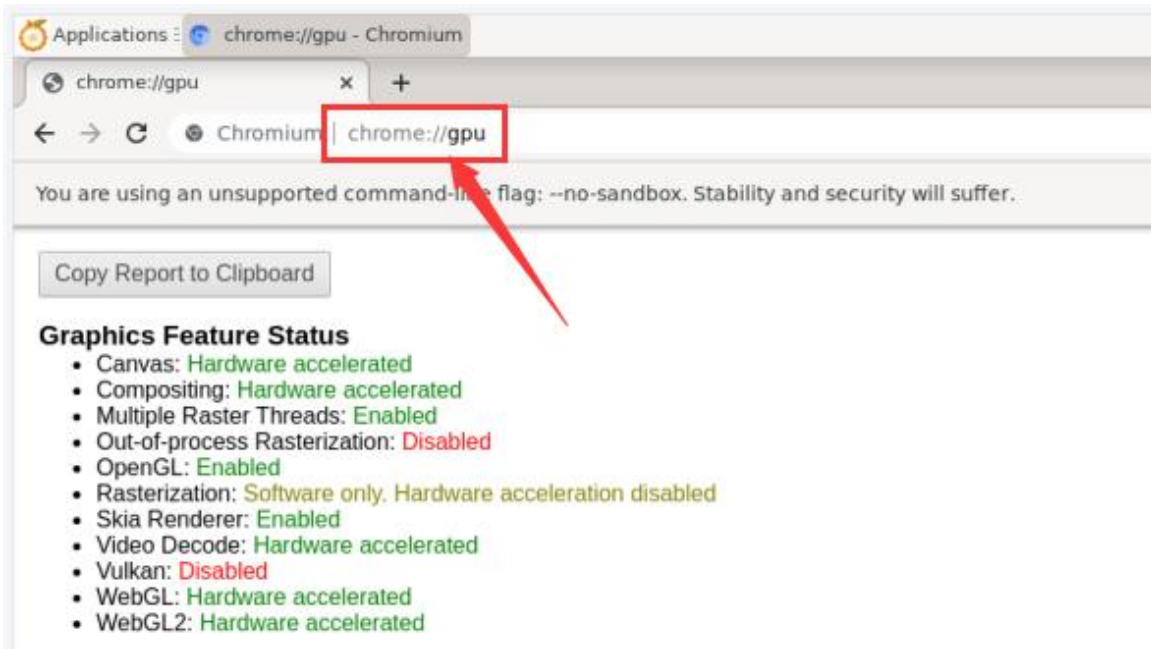 Applications chrome://gpu - Chromium
chrome://gpu
Chromium | chrome://gpu
You are using an unsupported command-line flag: --no-sandbox. Stability and security will suffer.
Copy Report to Clipboard
Graphics Feature Status
• Canvas: Hardware accelerated
• Compositing: Hardware accelerated
• Multiple Raster Threads: Enabled
• Out-of-process Rasterization: Disabled
• OpenGL: Enabled
• Rasterization: Software only. Hardware acceleration disabled
• Skia Renderer: Enabled
• Video Decode: Hardware accelerated
• Vulkan: Disabled
• WebGL: Hardware accelerated
• WebGL2: Hardware accelerated